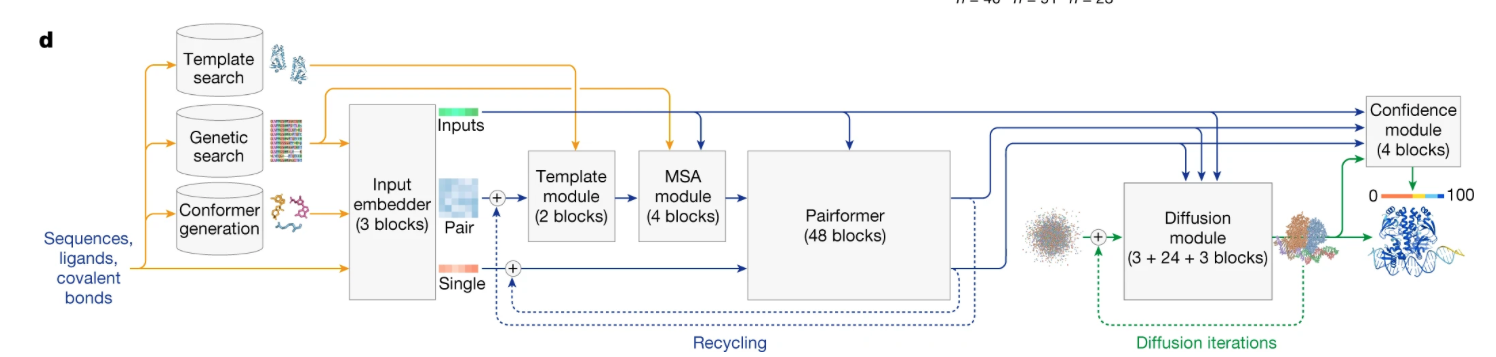 d
Template
search
Genetic
search
Conformer
generation
Sequences,
ligands,
covalent
bonds
Input
embedder
(3 blocks)
Inputs
Pair
Single
Template
module
(2 blocks)
MSA
module
(4 blocks)
Pairformer
(48 blocks)
Recycling
Diffusion
module
(3 + 24 + 3 blocks)
Diffusion iterations
Confidence
module
(4 blocks)
0 100